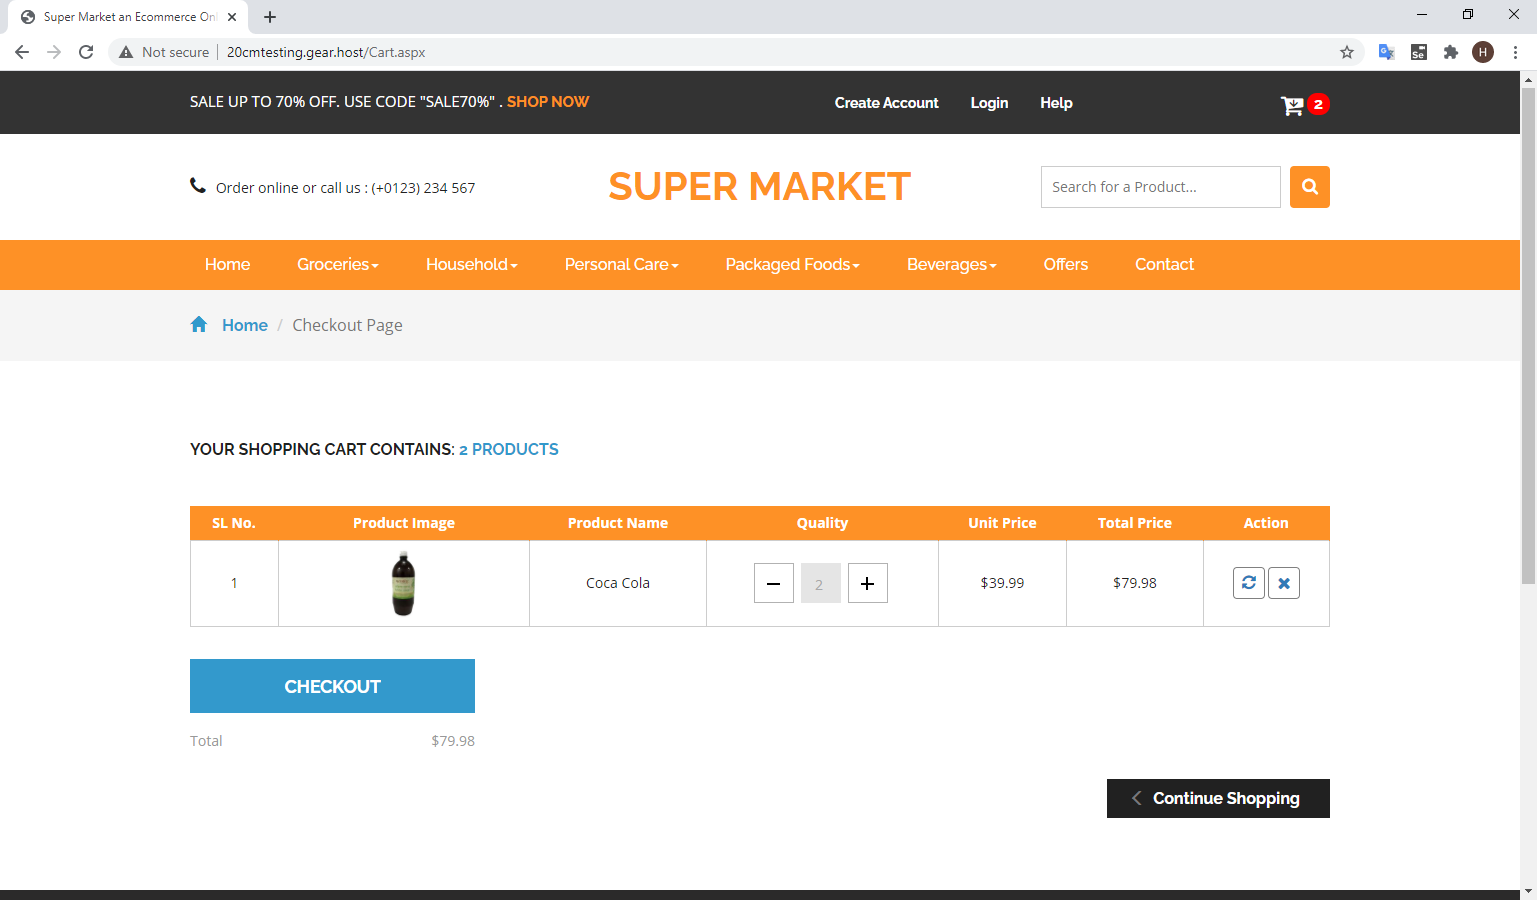 Super Market an Ecommerce Onl
Not secure
20cmtesting.gear.host/Cart.aspx
Se
H
SALE UP TO 70% OFF. USE CODE "SALE70%" . SHOP NOW
Create Account
Login
Help
2
Order online or call us : (+0123) 234 567
SUPER MARKET
Search for a Product...
Home
Groceries
Household
Personal Care
Packaged Foods
Beverages
Offers
Contact
Home / Checkout Page
YOUR SHOPPING CART CONTAINS: 2 PRODUCTS
SL No. Product Image Product Name Quality Unit Price Total Price Action
1 Coca Cola 2 $39.99 $79.98
CHECKOUT
Total $79.98
Continue Shopping